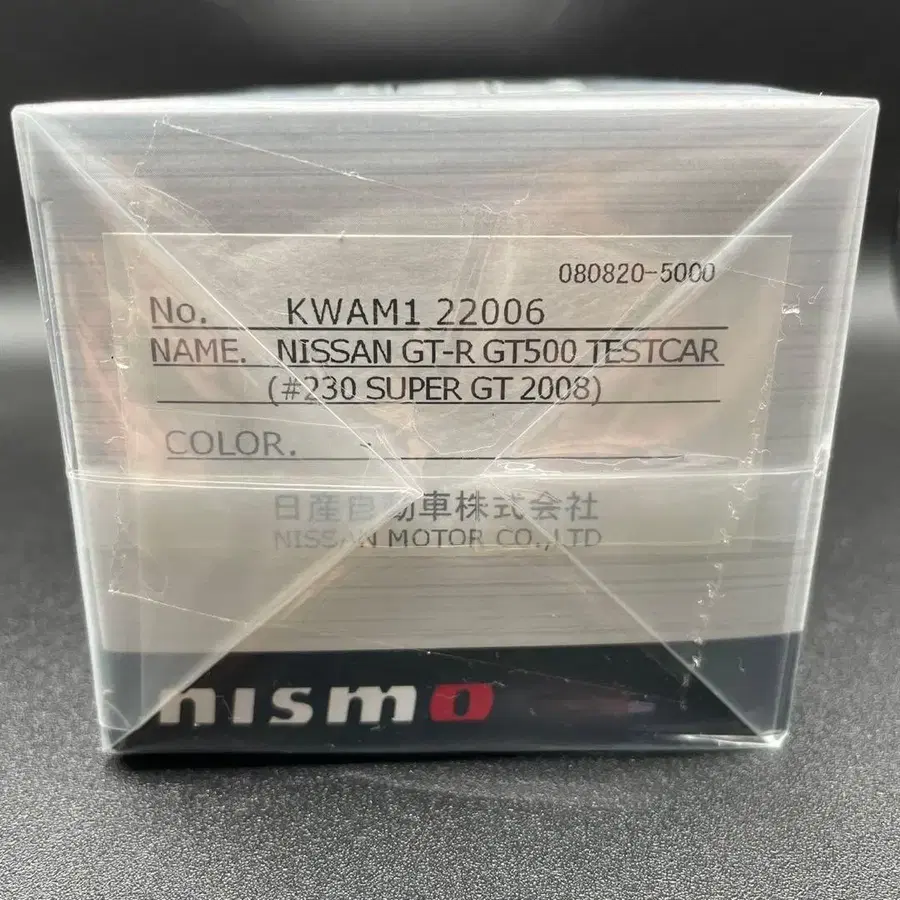 080820-5000
No. KWAM1 22006
NAME. NISSAN GT-R GT500 TESTCAR
(#230 SUPER GT 2008)
COLOR. -
日産自動車株式会社
NISSAN MOTOR CO.,LTD
nismo